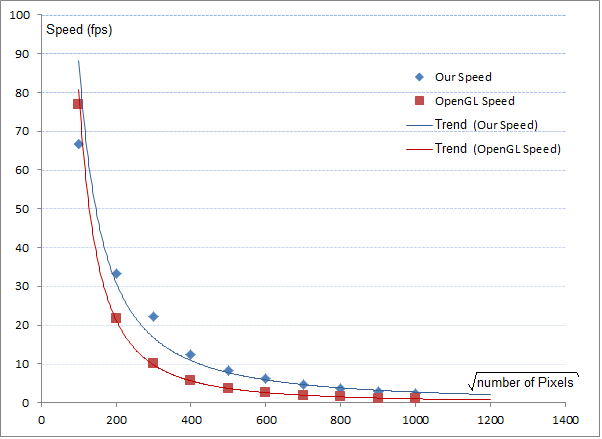 100
Speed (fps)
90
80
70
60
50
40
30
20
10
0
Our Speed
OpenGL Speed
Trend (Our Speed)
Trend (OpenGL Speed)
√number of Pixels
0 200 400 600 800 1000 1200 1400